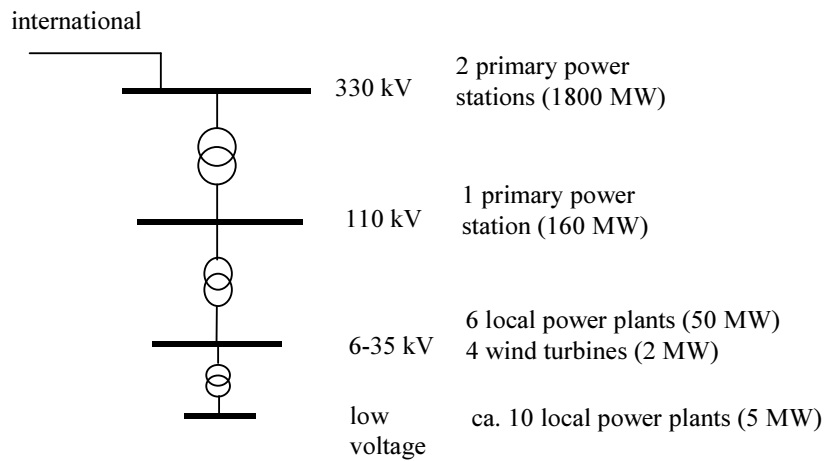 international
330 kV
2 primary power
stations (1800 MW)
110 kV
1 primary power
station (160 MW)
6-35 kV
6 local power plants (50 MW)
4 wind turbines (2 MW)
low
voltage
ca. 10 local power plants (5 MW)